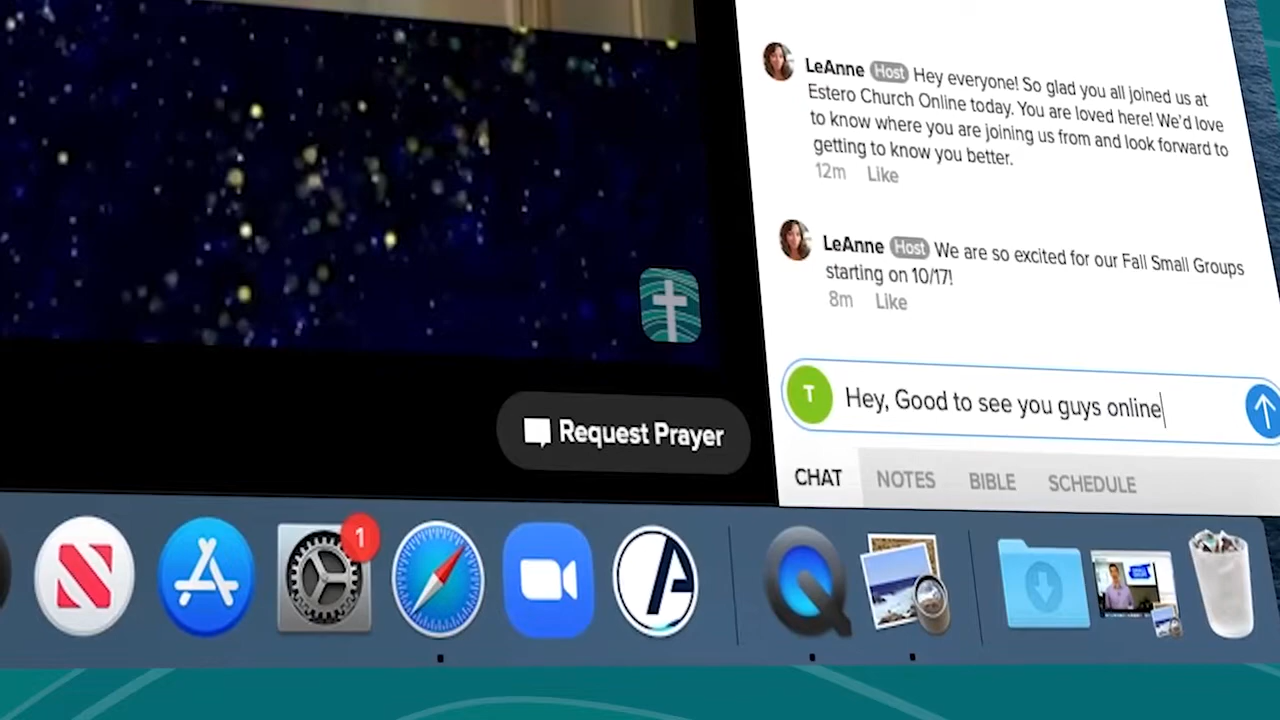 LeAnne Host Hey everyone! So glad you all joined us at
Estero Church Online today. You are loved here! We'd love
to know where you are joining us from and look forward to
getting to know you better.
12m Like
LeAnne Host We are so excited for our Fall Small Groups
starting on 10/17!
8m Like
T Hey, Good to see you guys online
Request Prayer
CHAT NOTES BIBLE SCHEDULE
1